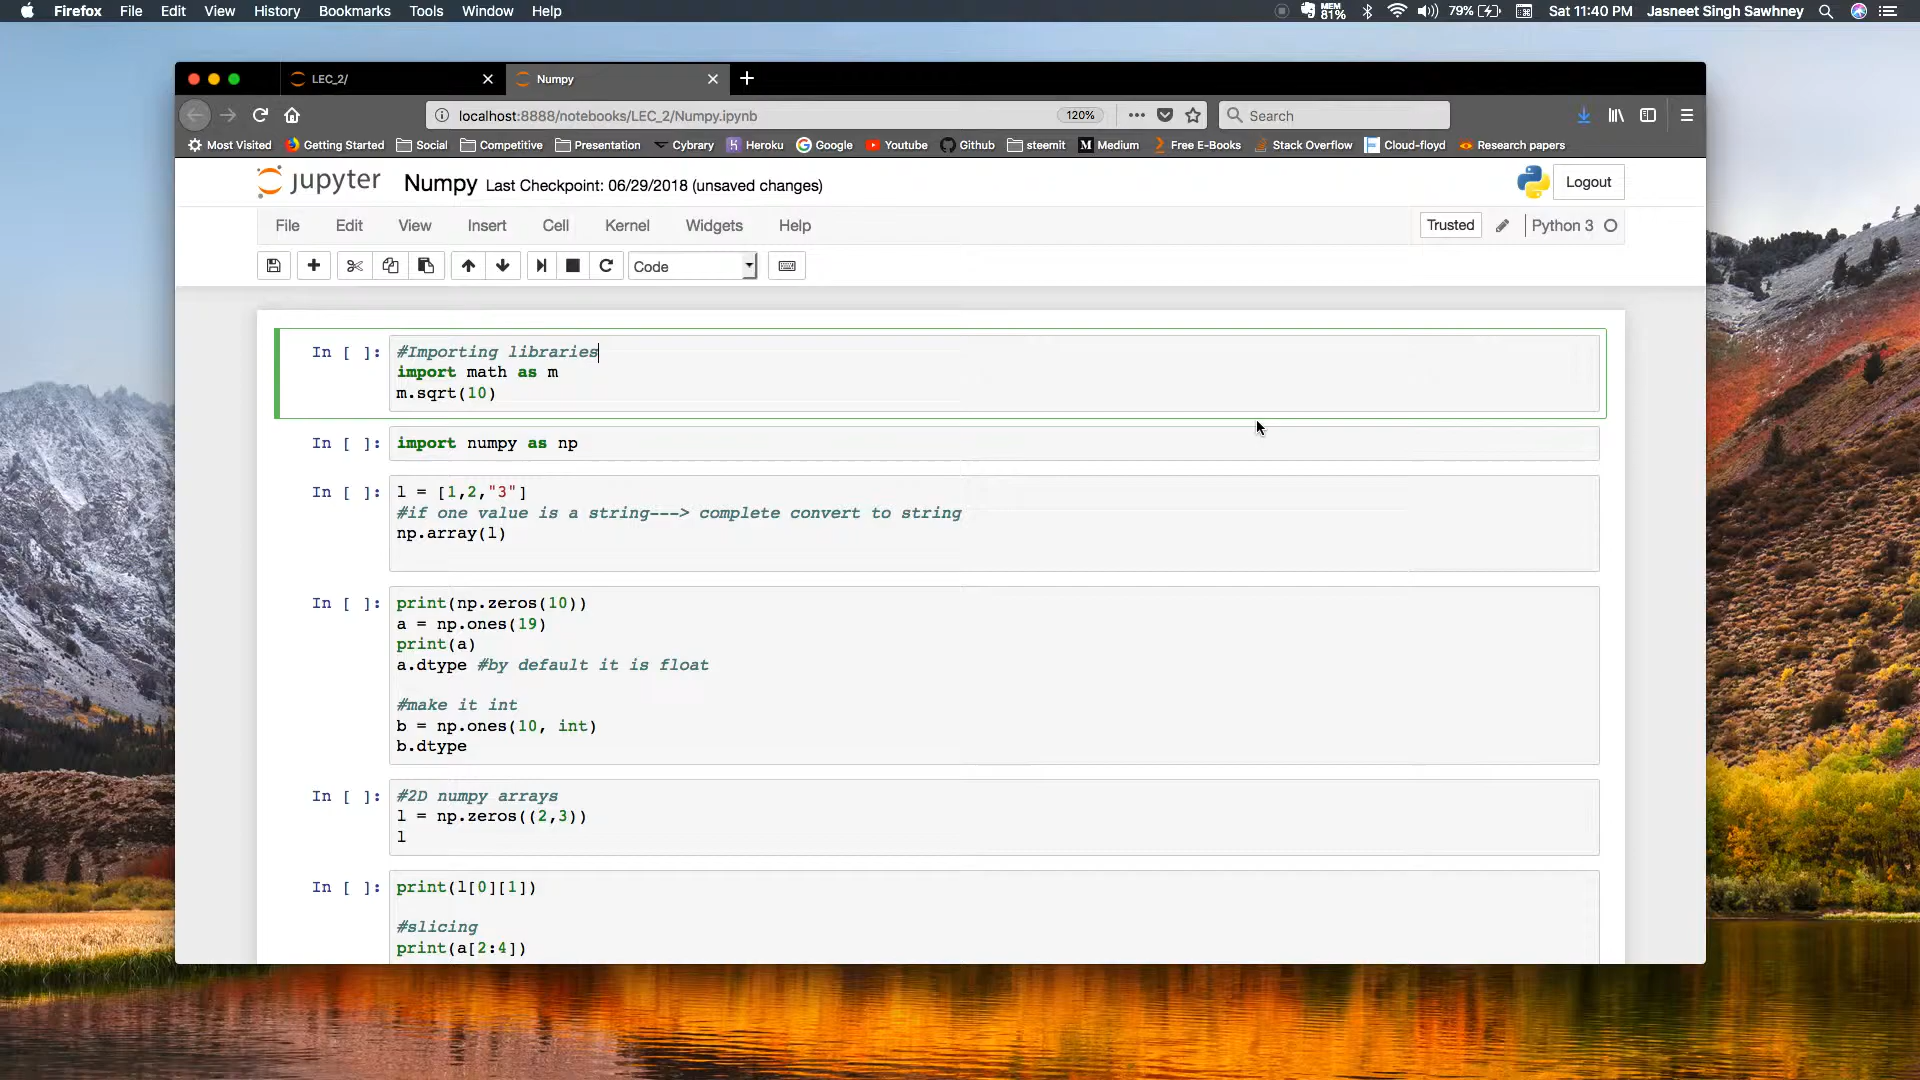 Firefox File Edit View History Bookmarks Tools Window Help MEM 81% 79% Sat 11:40 PM Jasneet Singh Sawhney
LEC_2/ Numpy
localhost:8888/notebooks/LEC_2/Numpy.ipynb 120% Search
Most Visited Getting Started Social Competitive Presentation Cybrary Heroku Google Youtube Github steemit Medium Free E-Books Stack Overflow Cloud-floyd Research papers
jupyter Numpy Last Checkpoint: 06/29/2018 (unsaved changes) Logout
File Edit View Insert Cell Kernel Widgets Help Trusted Python 3
Code
In [ ]: #Importing libraries
import math as m
m.sqrt(10)
In [ ]: import numpy as np
In [ ]: l = [1,2,"3"]
#if one value is a string---> complete convert to string
np.array(l)
In [ ]: print(np.zeros(10))
a = np.ones(19)
print(a)
a.dtype #by default it is float
#make it int
b = np.ones(10, int)
b.dtype
In [ ]: #2D numpy arrays
l = np.zeros((2,3))
l
In [ ]: print(l[0][1])
#slicing
print(a[2:4])